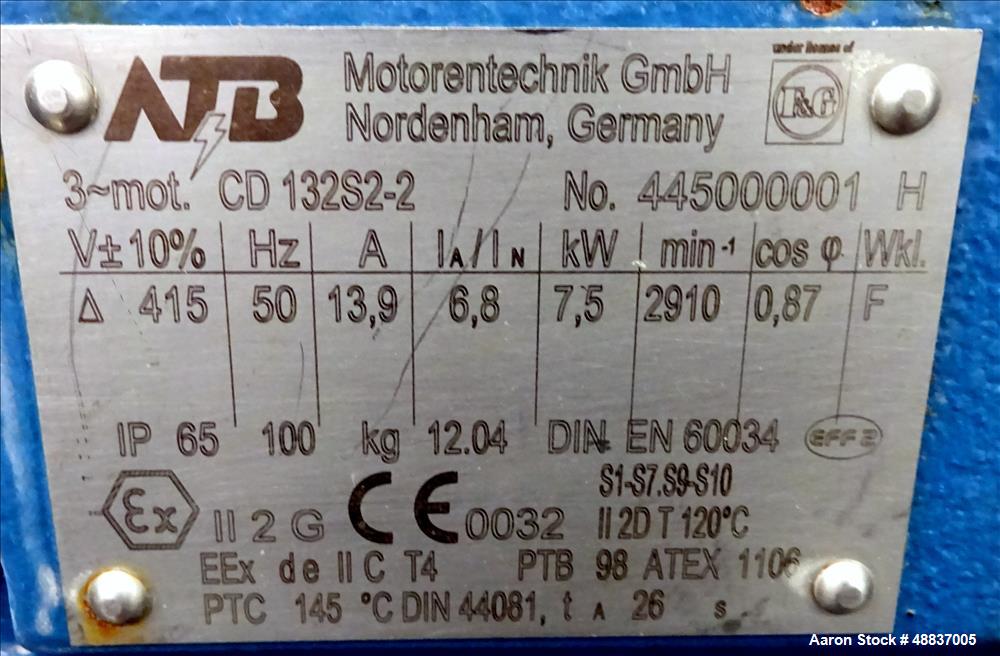 under licence of
ATB Motorentechnik GmbH
Nordenham, Germany
F&G
3~mot. CD 132S2-2 No. 445000001 H
V±10% Hz A IA/IN kW min-1 cos φ Wkl.
Δ 415 50 13,9 6,8 7,5 2910 0,87 F
IP 65 100 kg 12.04 DIN EN 60034 EFF 2
S1-S7.S9-S10
Ex II 2 G CE 0032 II 2D T 120°C
EEx de II C T4 PTB 98 ATEX 1106
PTC 145 °C DIN 44081, t A 26 s
Aaron Stock # 48837005